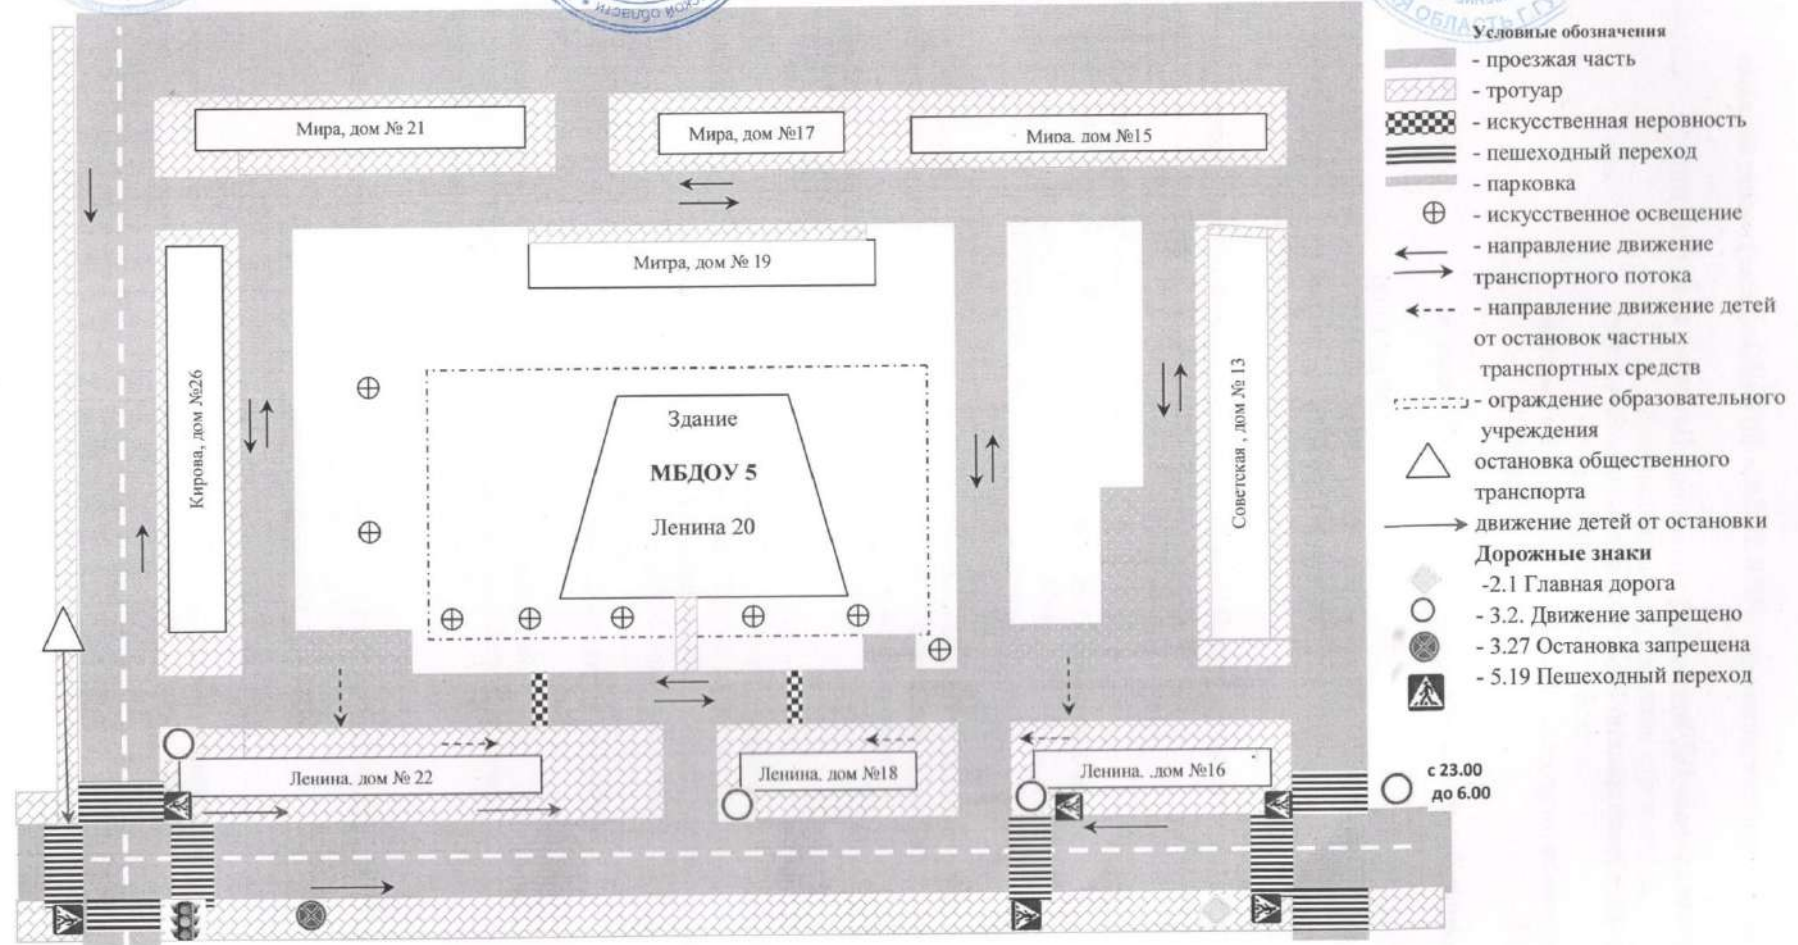 ской области *
Я ОБЛАСТЬ Г.ГУ
Условные обозначения
- проезжая часть
- тротуар
- искусственная неровность
- пешеходный переход
- парковка
- искусственное освещение
- направление движение
транспортного потока
- направление движение детей
от остановок частных
транспортных средств
- ограждение образовательного
учреждения
остановка общественного
транспорта
движение детей от остановки
Дорожные знаки
-2.1 Главная дорога
- 3.2. Движение запрещено
- 3.27 Остановка запрещена
- 5.19 Пешеходный переход
с 23.00
до 6.00
Мира, дом № 21
Мира, дом №17
Мира. дом №15
Митра, дом № 19
Кирова, дом №26
Здание
МБДОУ 5
Ленина 20
Советская , дом № 13
Ленина. дом № 22
Ленина. дом №18
Ленина. .дом №16